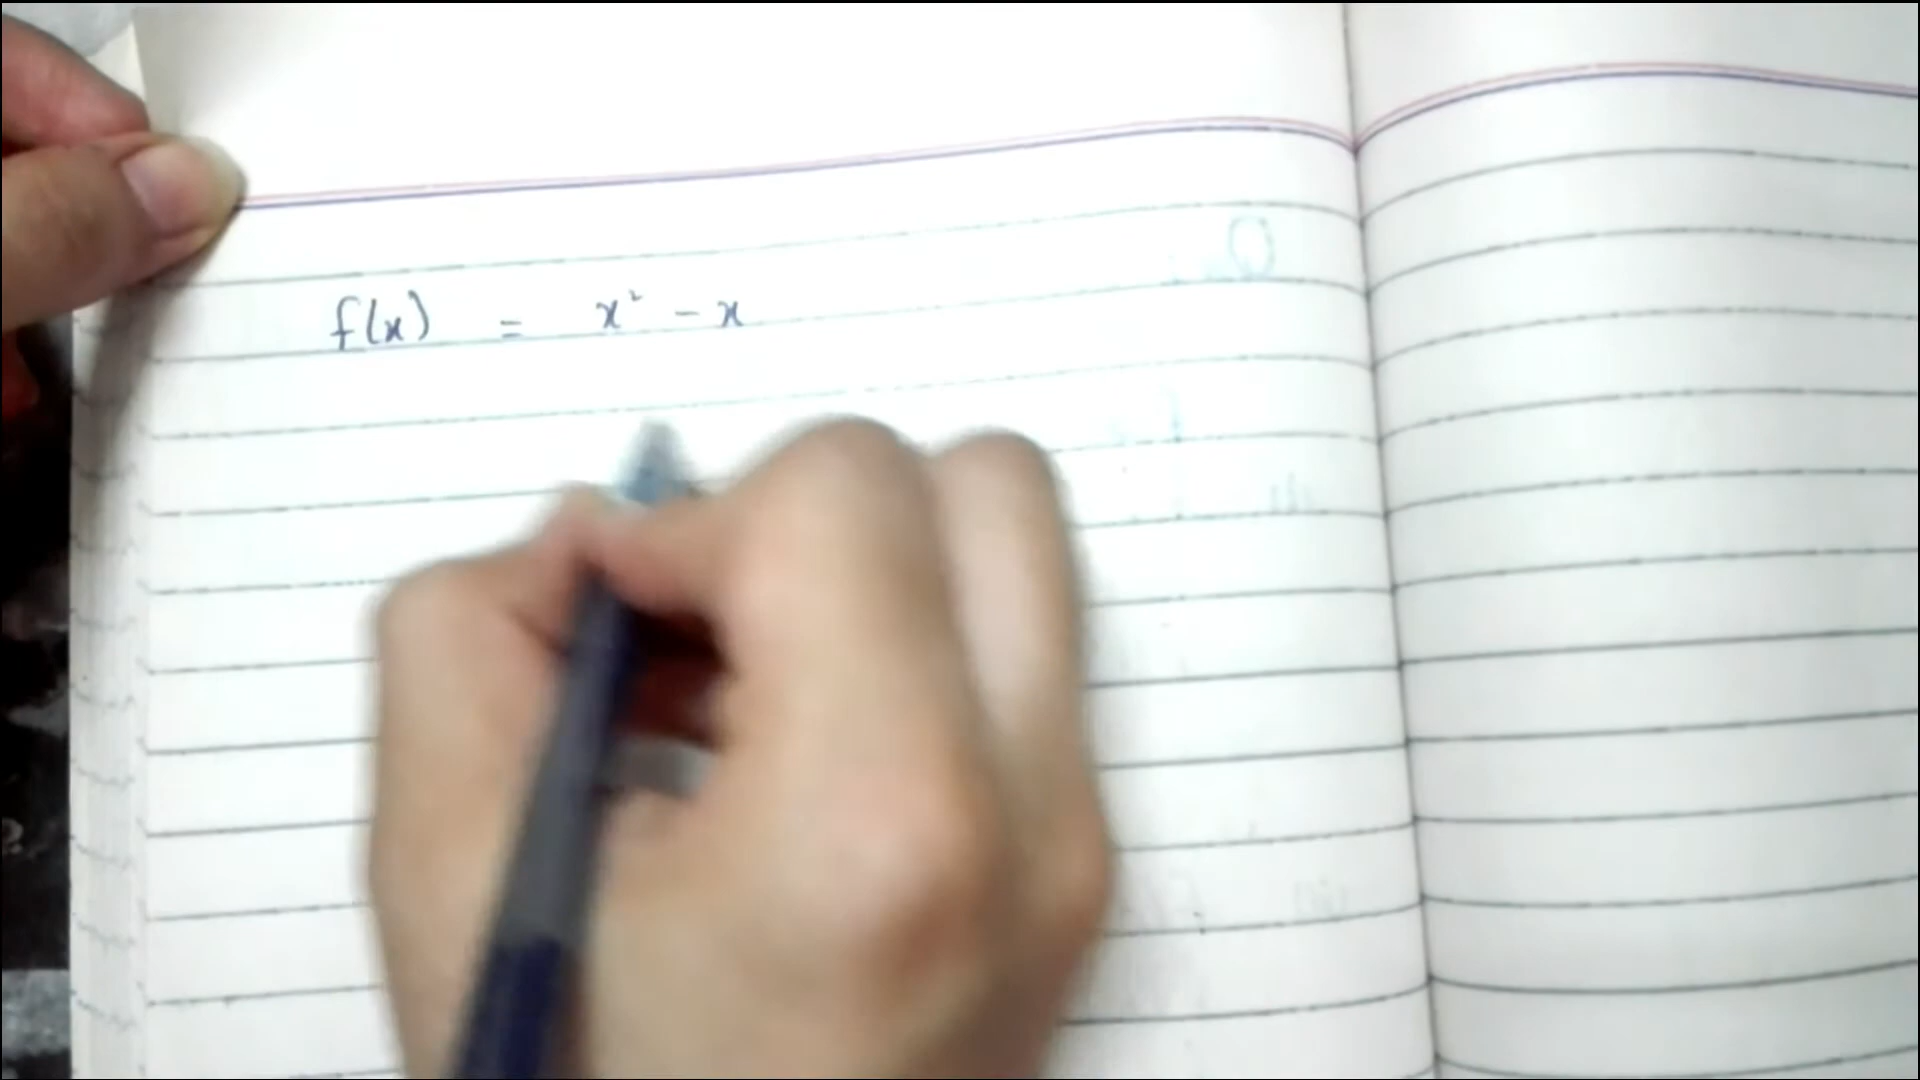 f(x) = x² - x